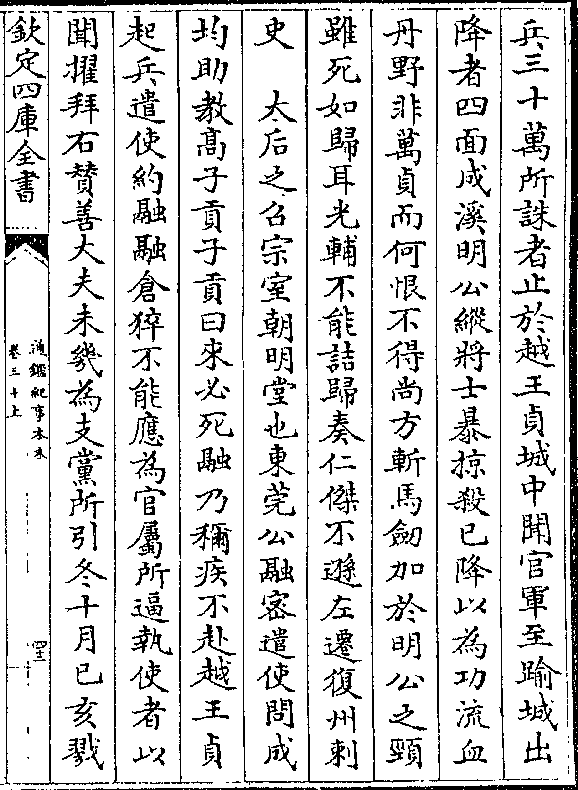 兵三十萬所誅者止於越王貞城中聞官軍至踰城出
降者四面成溪明公縱將士暴掠殺已降以為功流血
丹野非萬貞而何恨不得尚方斬馬劒加於明公之頸
雖死如歸耳光輔不能詰歸奏仁傑不遜左遷復州刺
史　太后之召宗室朝明堂也東莞公融密遣使問成
均助教髙子貢子貢曰來必死融乃稱疾不赴越王貞
起兵遣使約融融倉猝不能應為官屬所逼執使者以
聞擢拜右贊善大夫未幾為支黨所引冬十月已亥戮
欽定四庫全書
通鑑紀事本末
卷三十上